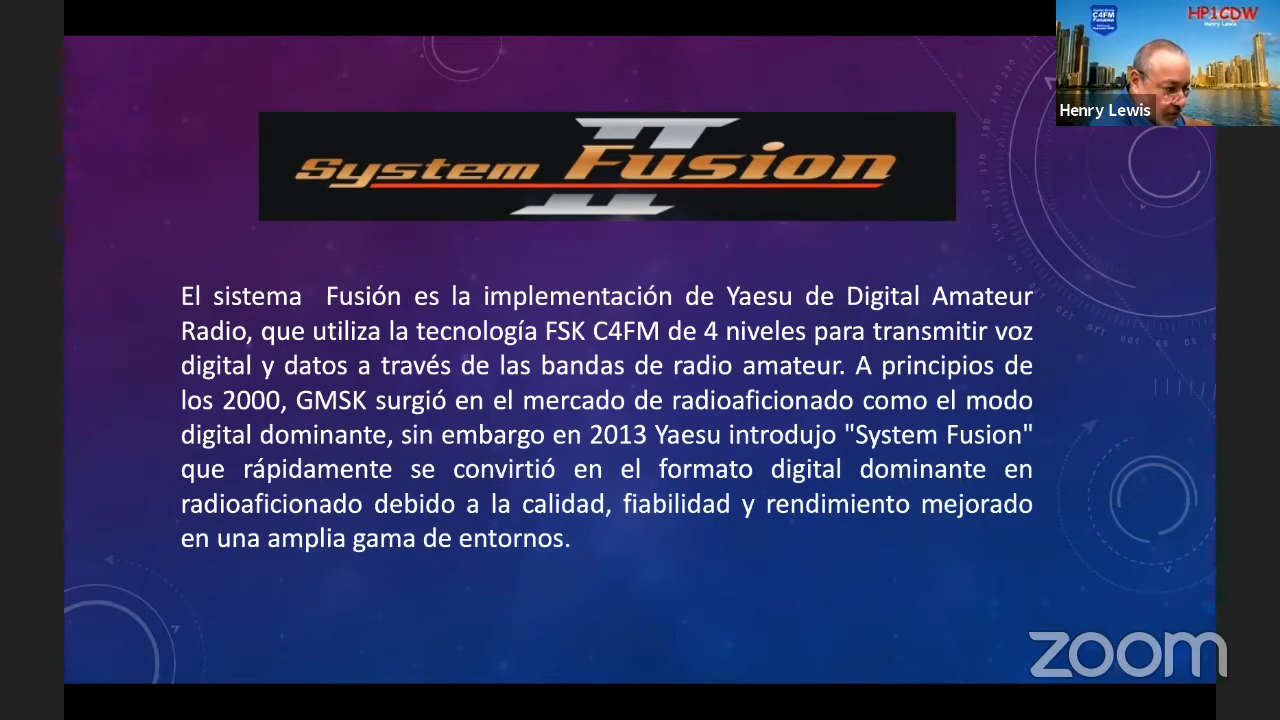 C4FM
Panama
HP1CDW
Henry Lewis
Henry Lewis
System Fusion
II
El sistema Fusión es la implementación de Yaesu de Digital Amateur
Radio, que utiliza la tecnología FSK C4FM de 4 niveles para transmitir voz
digital y datos a través de las bandas de radio amateur. A principios de
los 2000, GMSK surgió en el mercado de radioaficionado como el modo
digital dominante, sin embargo en 2013 Yaesu introdujo "System Fusion"
que rápidamente se convirtió en el formato digital dominante en
radioaficionado debido a la calidad, fiabilidad y rendimiento mejorado
en una amplia gama de entornos.
zoom